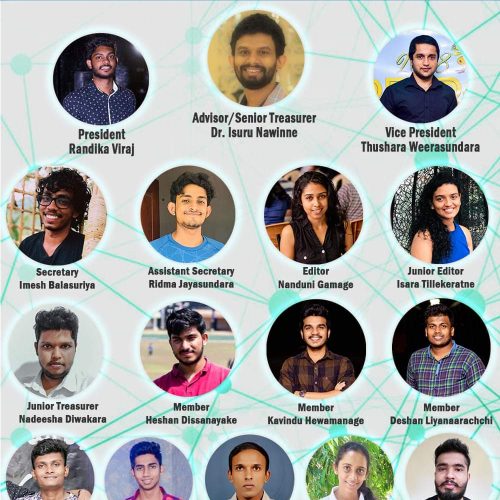 President
Randika Viraj
Advisor/Senior Treasurer
Dr. Isuru Nawinne
Vice President
Thushara Weerasundara
Secretary
Imesh Balasuriya
Assistant Secretary
Ridma Jayasundara
Editor
Nanduni Gamage
Junior Editor
Isara Tillekeratne
Junior Treasurer
Nadeesha Diwakara
Member
Heshan Dissanayake
Member
Kavindu Hewamanage
Member
Deshan Liyanaarachchi